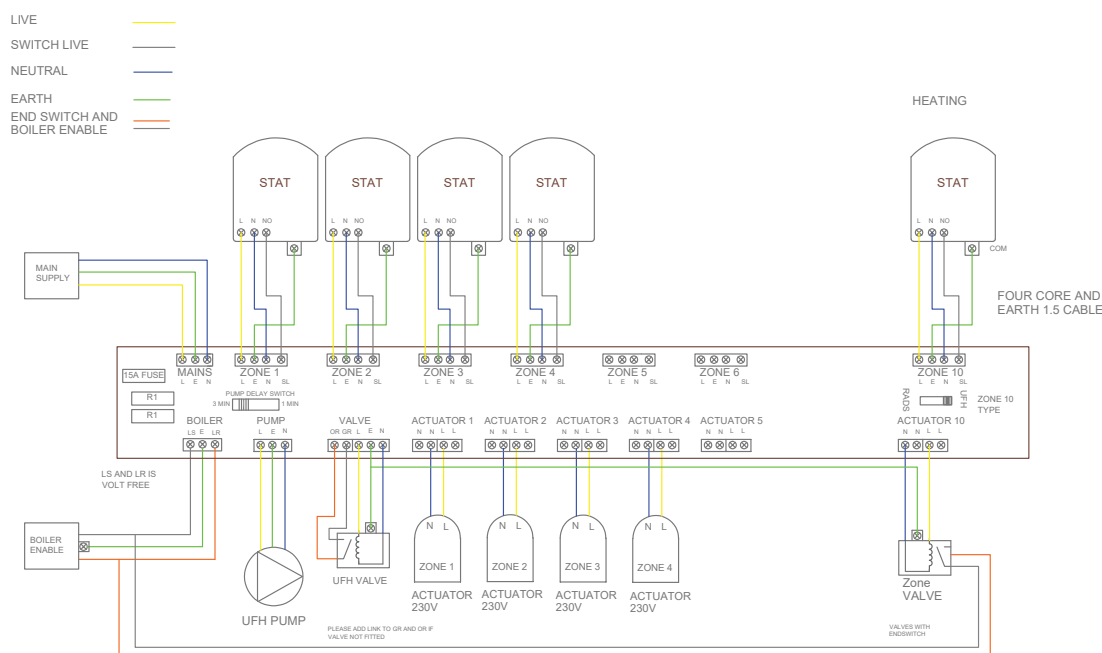 LIVE
SWITCH LIVE
NEUTRAL
EARTH
END SWITCH AND
BOILER ENABLE
HEATING
STAT STAT STAT STAT STAT
L N NO L N NO L N NO L N NO L N NO
COM
MAIN
SUPPLY
FOUR CORE AND
EARTH 1.5 CABLE
15A FUSE
MAINS ZONE 1 ZONE 2 ZONE 3 ZONE 4 ZONE 5 ZONE 6 ZONE 10
L E N L E N SL L E N SL L E N SL L E N SL L E N SL L E N SL L E N SL
R1
R1
PUMP DELAY SWITCH
3 MIN 1 MIN
RADS
UFH
ZONE 10
TYPE
BOILER PUMP VALVE ACTUATOR 1 ACTUATOR 2 ACTUATOR 3 ACTUATOR 4 ACTUATOR 5 ACTUATOR 10
LS E LR L E N OR GR L E N N N L L N N L L N N L L N N L L N N L L N N L L
LS AND LR IS
VOLT FREE
BOILER
ENABLE
N L N L N L N L
ZONE 1 ZONE 2 ZONE 3 ZONE 4
UFH VALVE
ACTUATOR
230V
ACTUATOR
230V
ACTUATOR
230V
ACTUATOR
230V
Zone
VALVE
UFH PUMP
PLEASE ADD LINK TO GR AND OR IF
VALVE NOT FITTED
VALVES WITH
ENDSWITCH